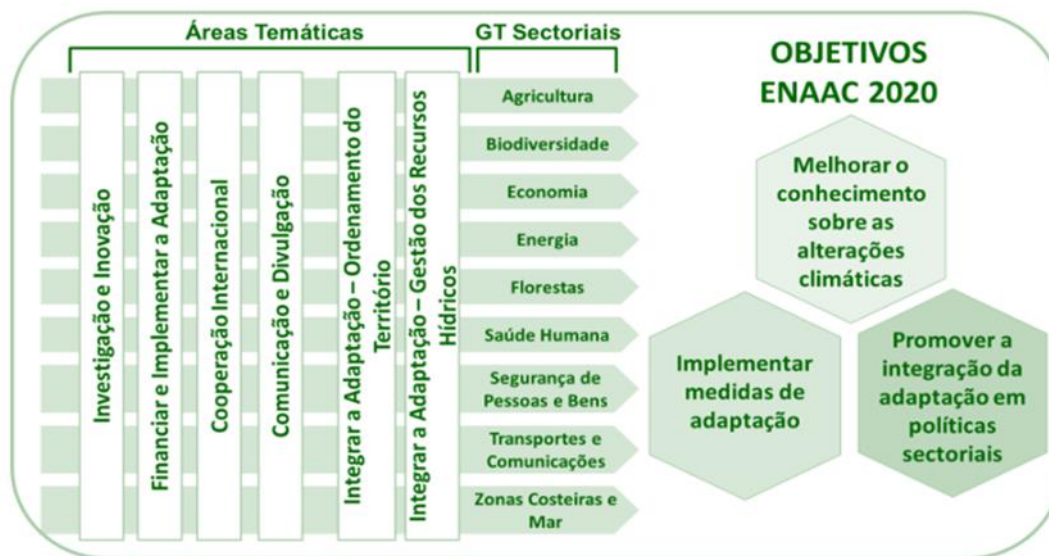 Áreas Temáticas
GT Sectoriais
Investigação e Inovação
Financiar e Implementar a Adaptação
Cooperação Internacional
Comunicação e Divulgação
Integrar a Adaptação – Ordenamento do
Território
Integrar a Adaptação – Gestão dos Recursos
Hídricos
Agricultura
Biodiversidade
Economia
Energia
Florestas
Saúde Humana
Segurança de
Pessoas e Bens
Transportes e
Comunicações
Zonas Costeiras e
Mar
OBJETIVOS
ENAAC 2020
Melhorar o
conhecimento
sobre as
alterações
climáticas
Implementar
medidas de
adaptação
Promover a
integração da
adaptação em
políticas
sectoriais